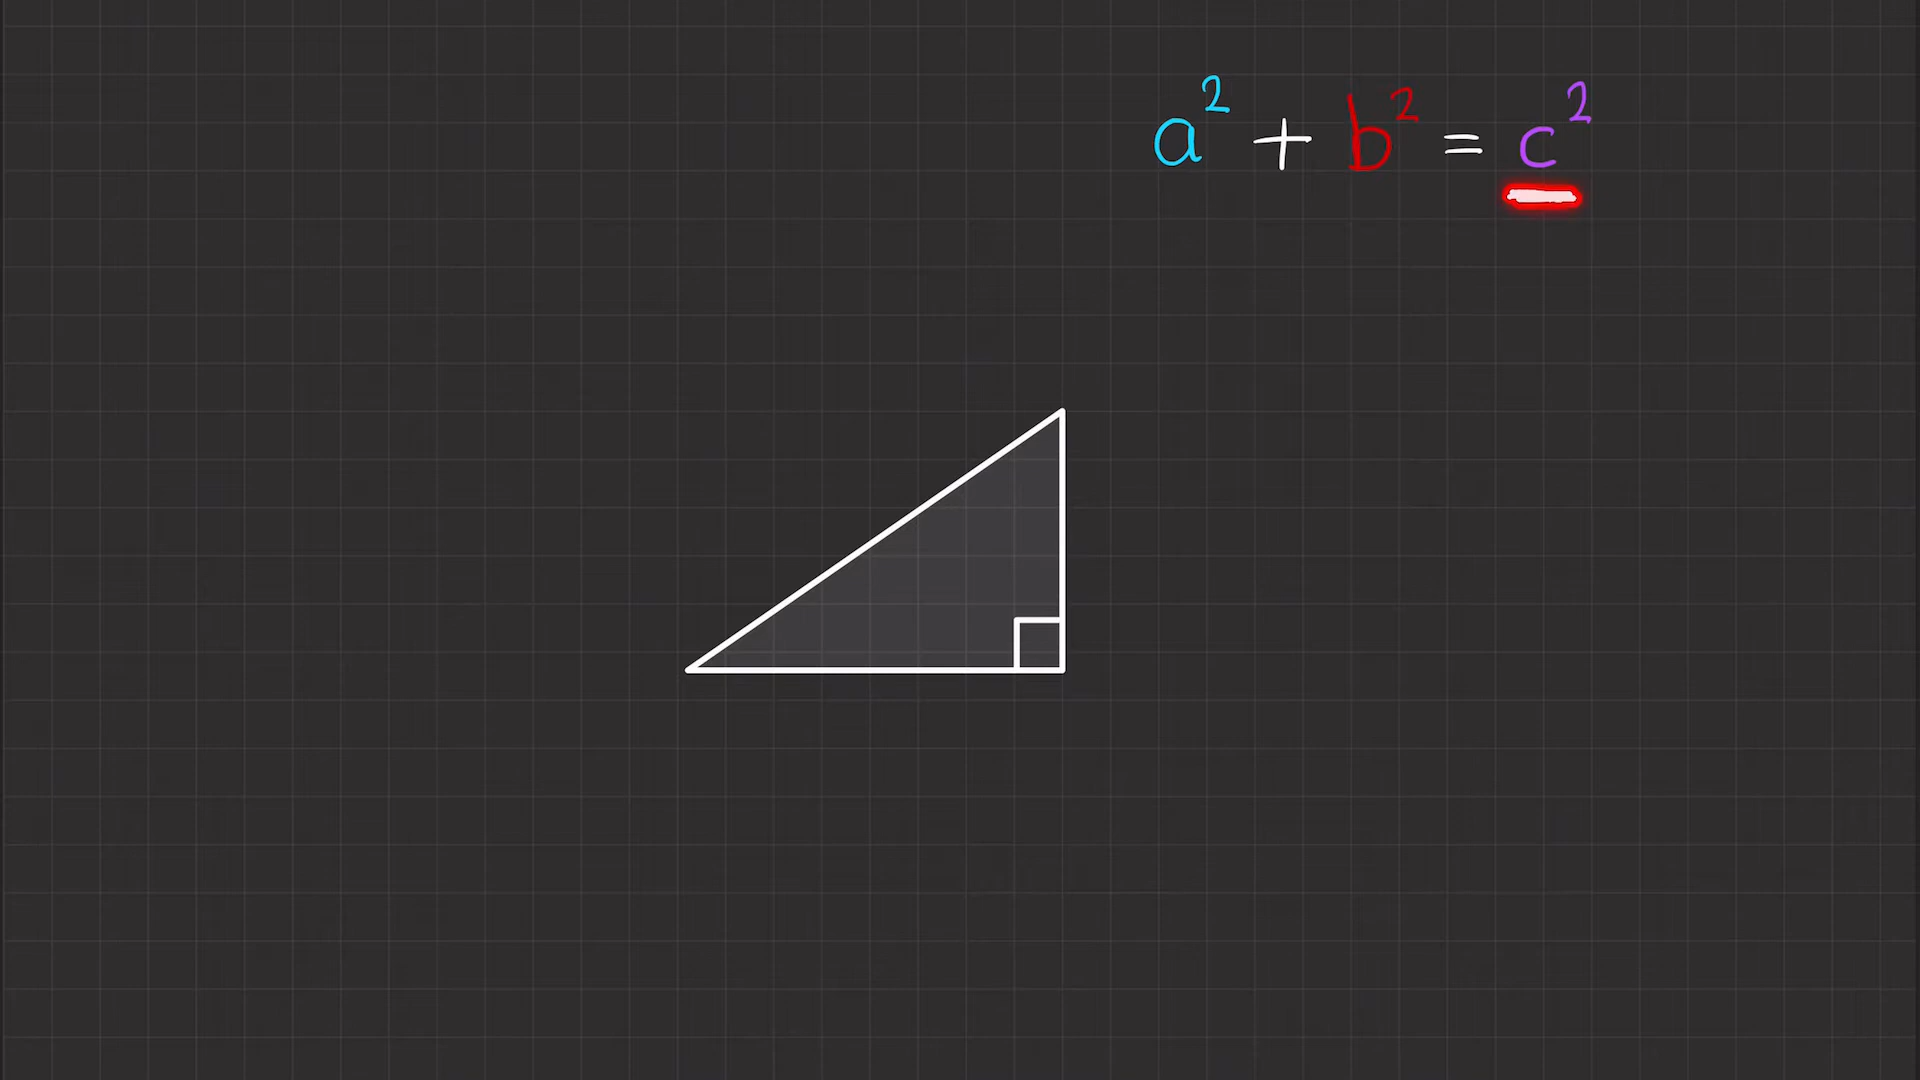 a² + b² = c²